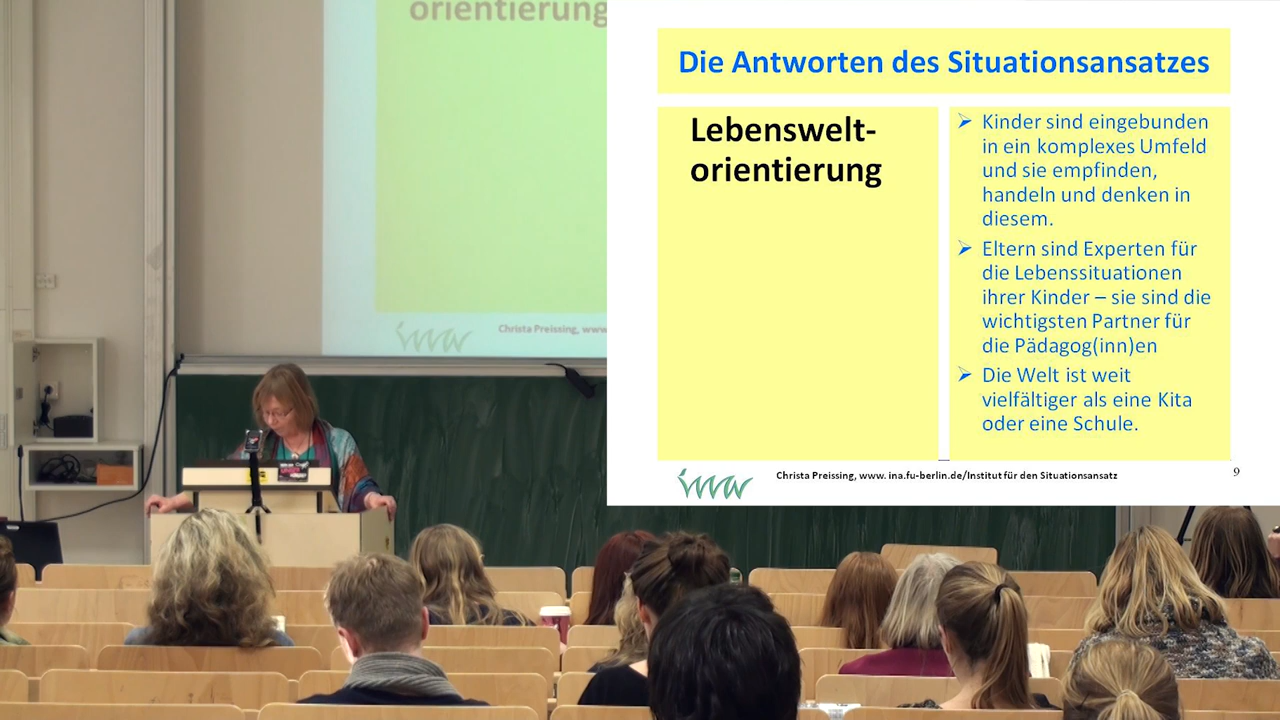 orientierung
Christa Preissing, www
Die Antworten des Situationsansatzes
Lebenswelt-
orientierung
➢ Kinder sind eingebunden
in ein komplexes Umfeld
und sie empfinden,
handeln und denken in
diesem.
➢ Eltern sind Experten für
die Lebenssituationen
ihrer Kinder – sie sind die
wichtigsten Partner für
die Pädagog(inn)en
➢ Die Welt ist weit
vielfältiger als eine Kita
oder eine Schule.
ina
Christa Preissing, www. ina.fu-berlin.de/Institut für den Situationsansatz
9